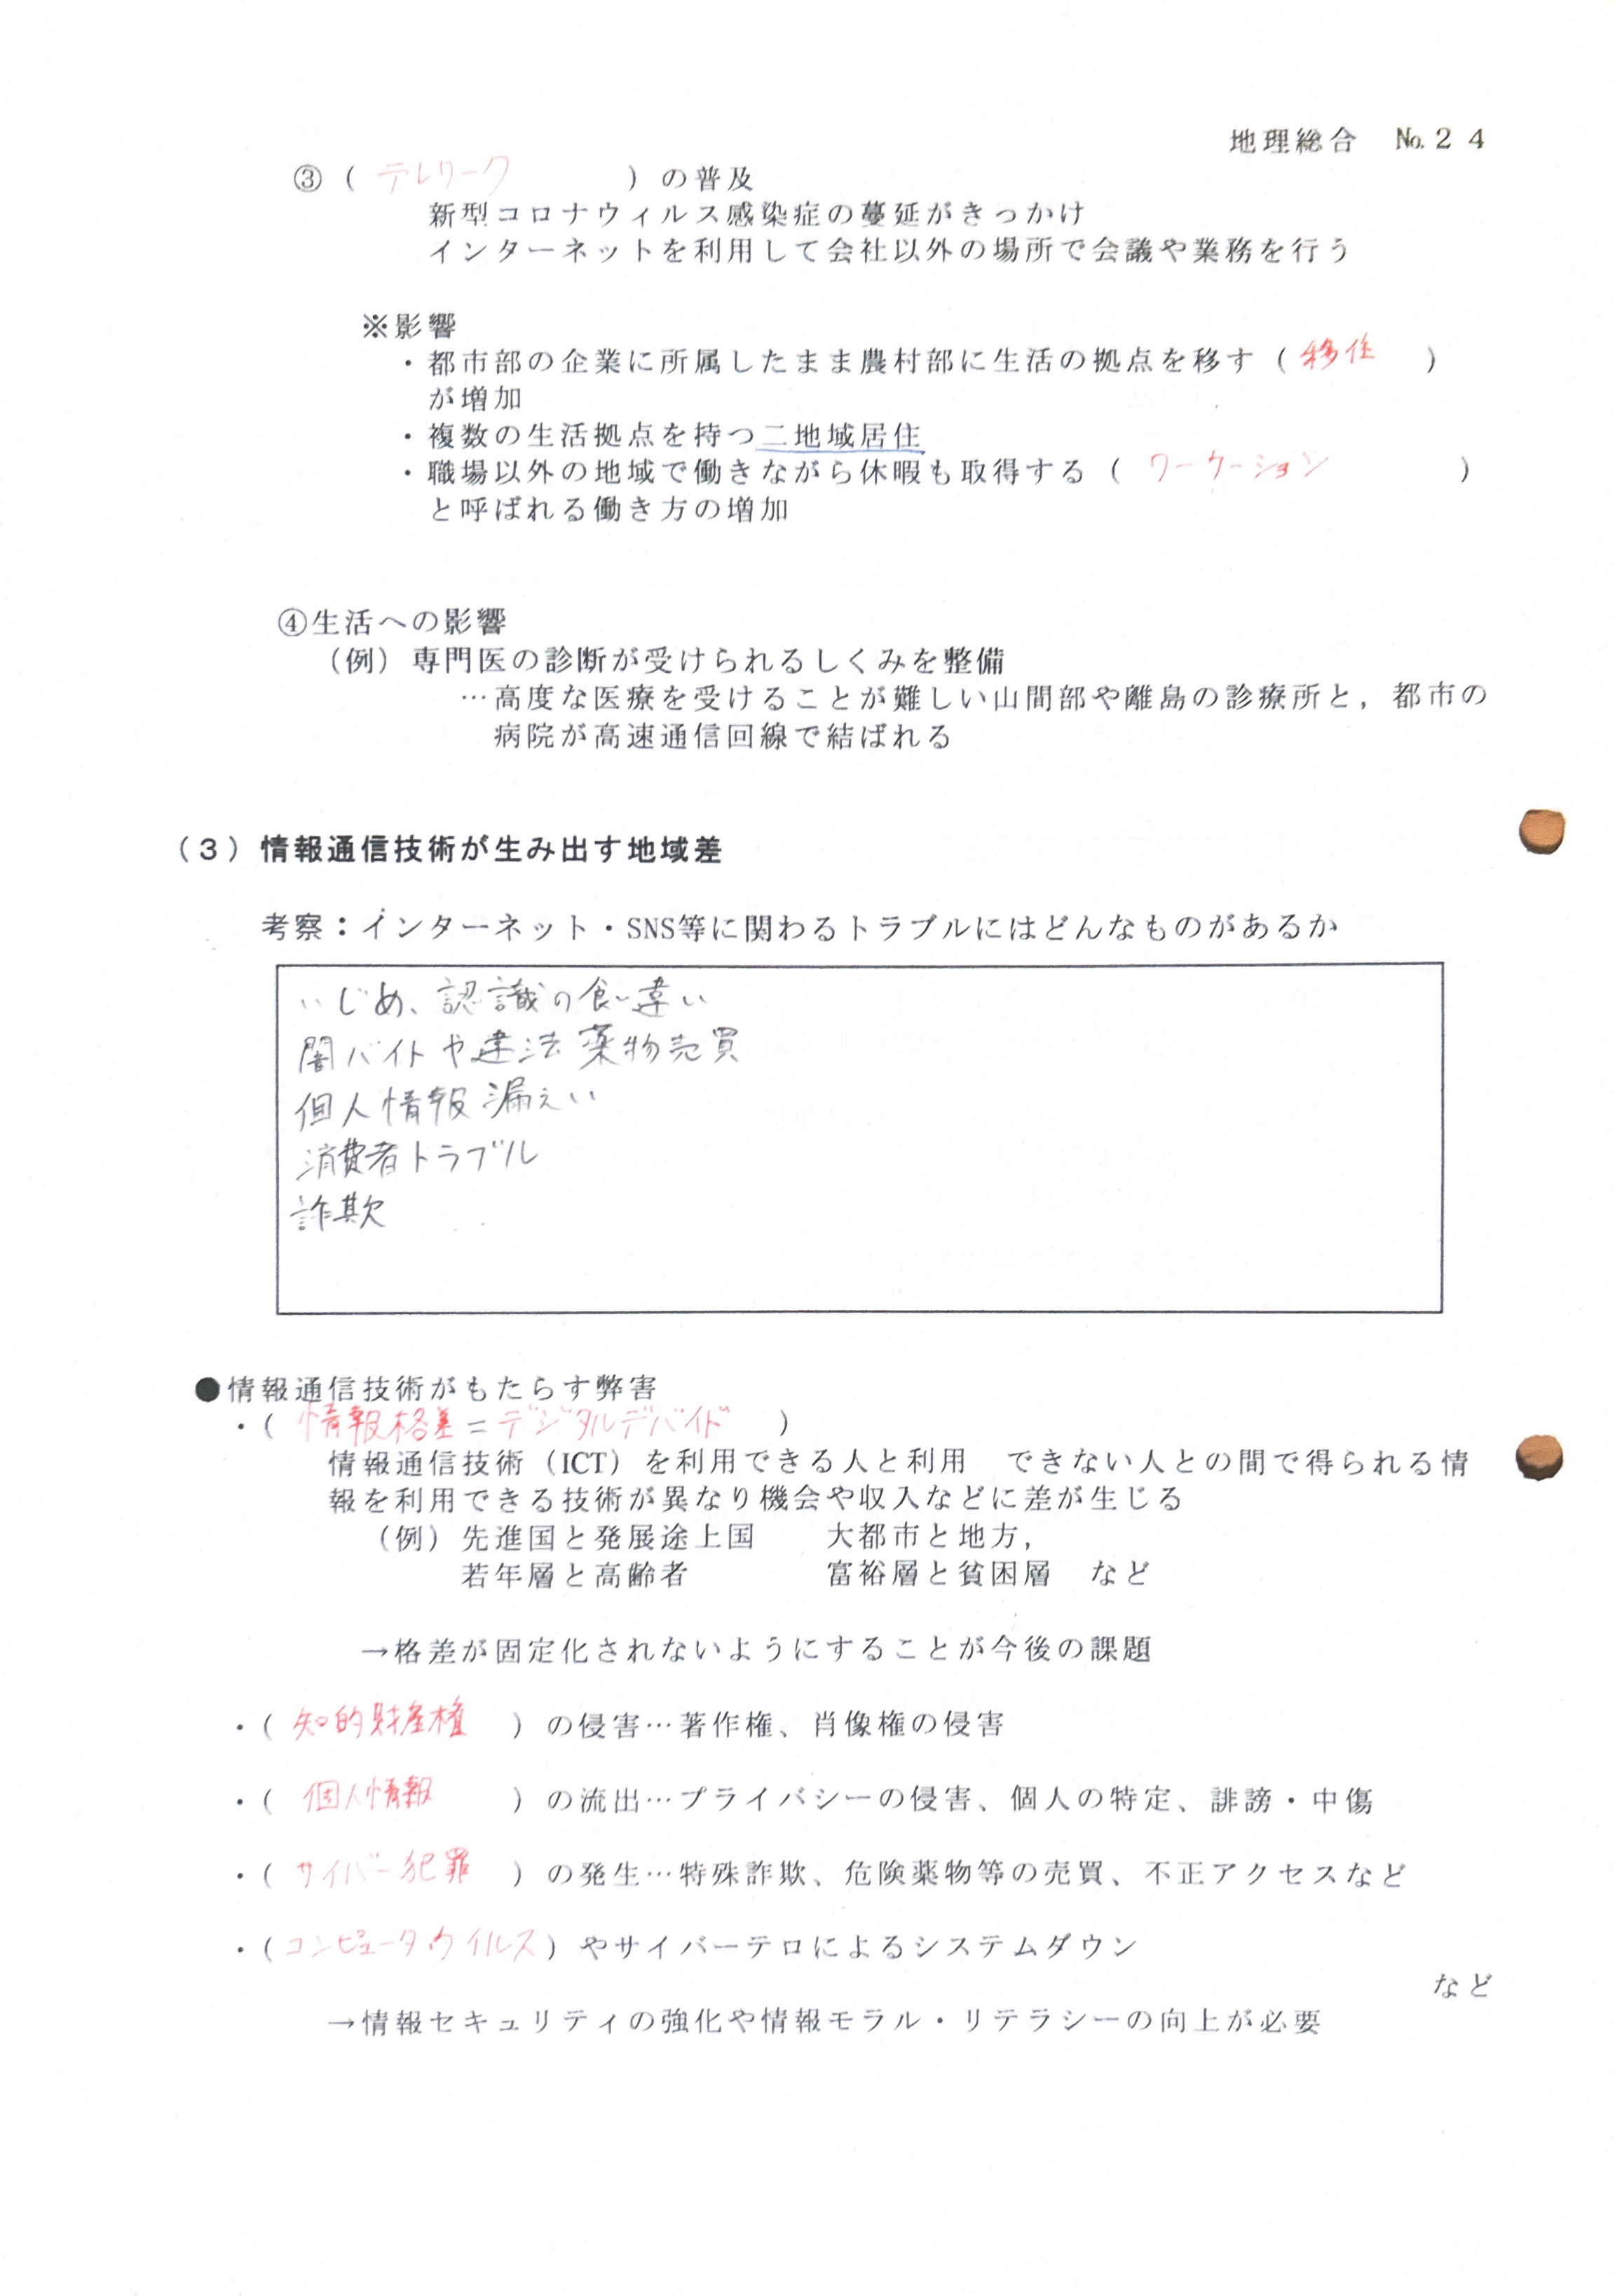 地理総合　№２４
③（ テレワーク ）の普及
新型コロナウィルス感染症の蔓延がきっかけ
インターネットを利用して会社以外の場所で会議や業務を行う
※影響
・都市部の企業に所属したまま農村部に生活の拠点を移す（ 移住 ）
が増加
・複数の生活拠点を持つ二地域居住
・職場以外の地域で働きながら休暇も取得する（ ワーケーション ）
と呼ばれる働き方の増加
④生活への影響
（例）専門医の診断が受けられるしくみを整備
…高度な医療を受けることが難しい山間部や離島の診療所と，都市の
病院が高速通信回線で結ばれる
（３）情報通信技術が生み出す地域差
考察：インターネット・SNS等に関わるトラブルにはどんなものがあるか
いじめ、認識の食い違い
闇バイトや違法薬物売買
個人情報漏えい
消費者トラブル
詐欺
●情報通信技術がもたらす弊害
・（ 情報格差＝デジタルデバイド ）
情報通信技術（ICT）を利用できる人と利用　できない人との間で得られる情
報を利用できる技術が異なり機会や収入などに差が生じる
（例）先進国と発展途上国　　大都市と地方，
若年層と高齢者　　富裕層と貧困層　など
→格差が固定化されないようにすることが今後の課題
・（ 知的財産権 ）の侵害…著作権、肖像権の侵害
・（ 個人情報 ）の流出…プライバシーの侵害、個人の特定、誹謗・中傷
・（ サイバー犯罪 ）の発生…特殊詐欺、危険薬物等の売買、不正アクセスなど
・（コンピュータウイルス）やサイバーテロによるシステムダウン
など
→情報セキュリティの強化や情報モラル・リテラシーの向上が必要